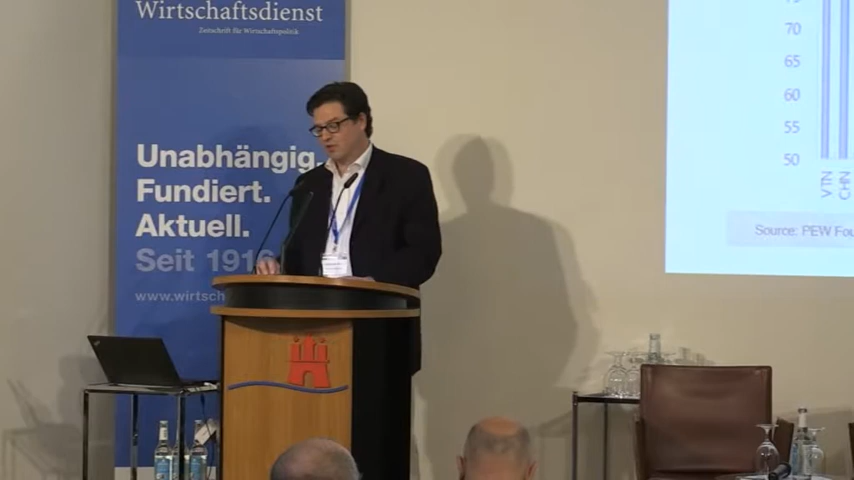 Wirtschaftsdienst
Zeitschrift für Wirtschaftspolitik
Unabhängig.
Fundiert.
Aktuell.
Seit 1916
www.wirtsch
70
65
60
55
50
VTN
CHN
Source: PEW Fou